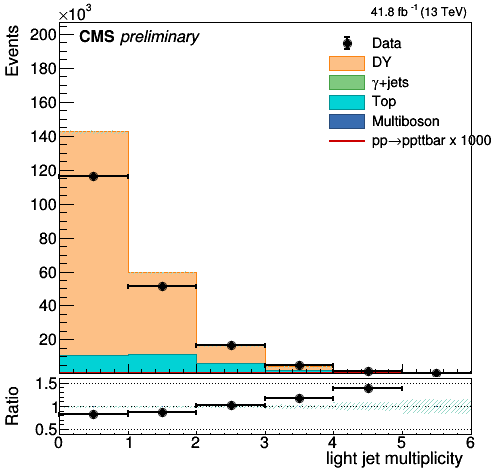 ×10³
41.8 fb⁻¹ (13 TeV)
CMS preliminary
Events
200
180
160
140
120
100
80
60
40
20
Data
DY
γ+jets
Top
Multiboson
pp→ppttbar x 1000
Ratio
1.5
1
0.5
0 1 2 3 4 5 6
light jet multiplicity